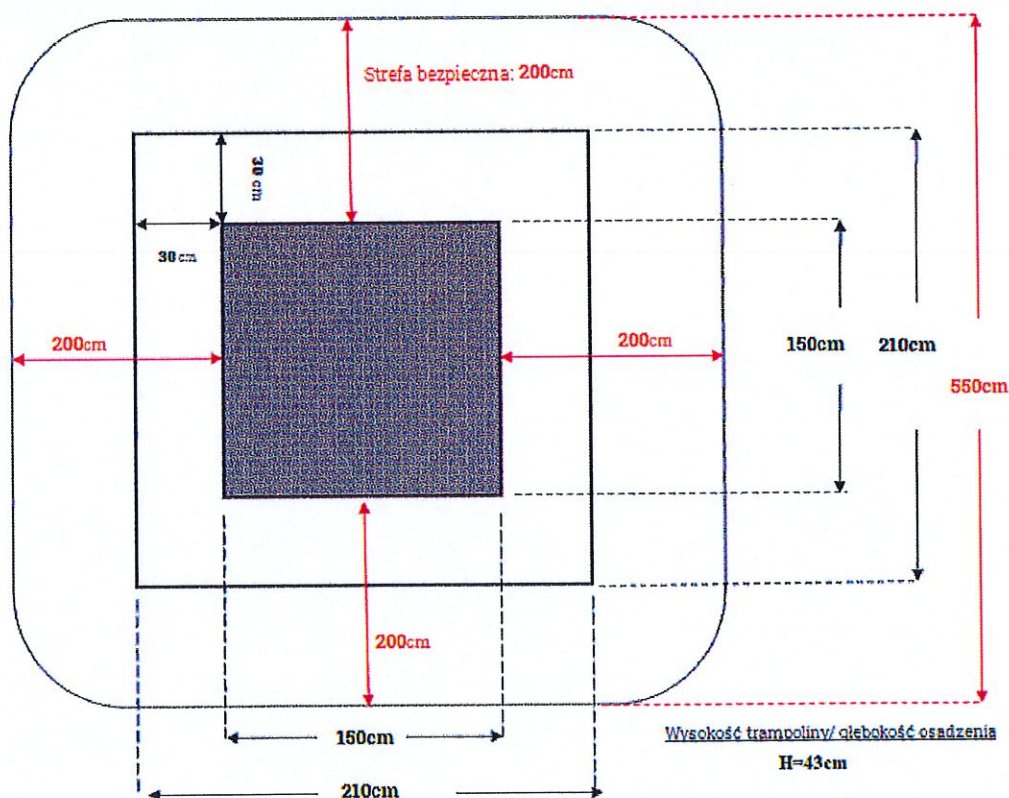 Strefa bezpieczna: 200cm
30 cm
30 cm
200cm
200cm
150cm
210cm
550cm
200cm
150cm
210cm
Wysokość trampoliny/ głębokość osadzenia
H=43cm